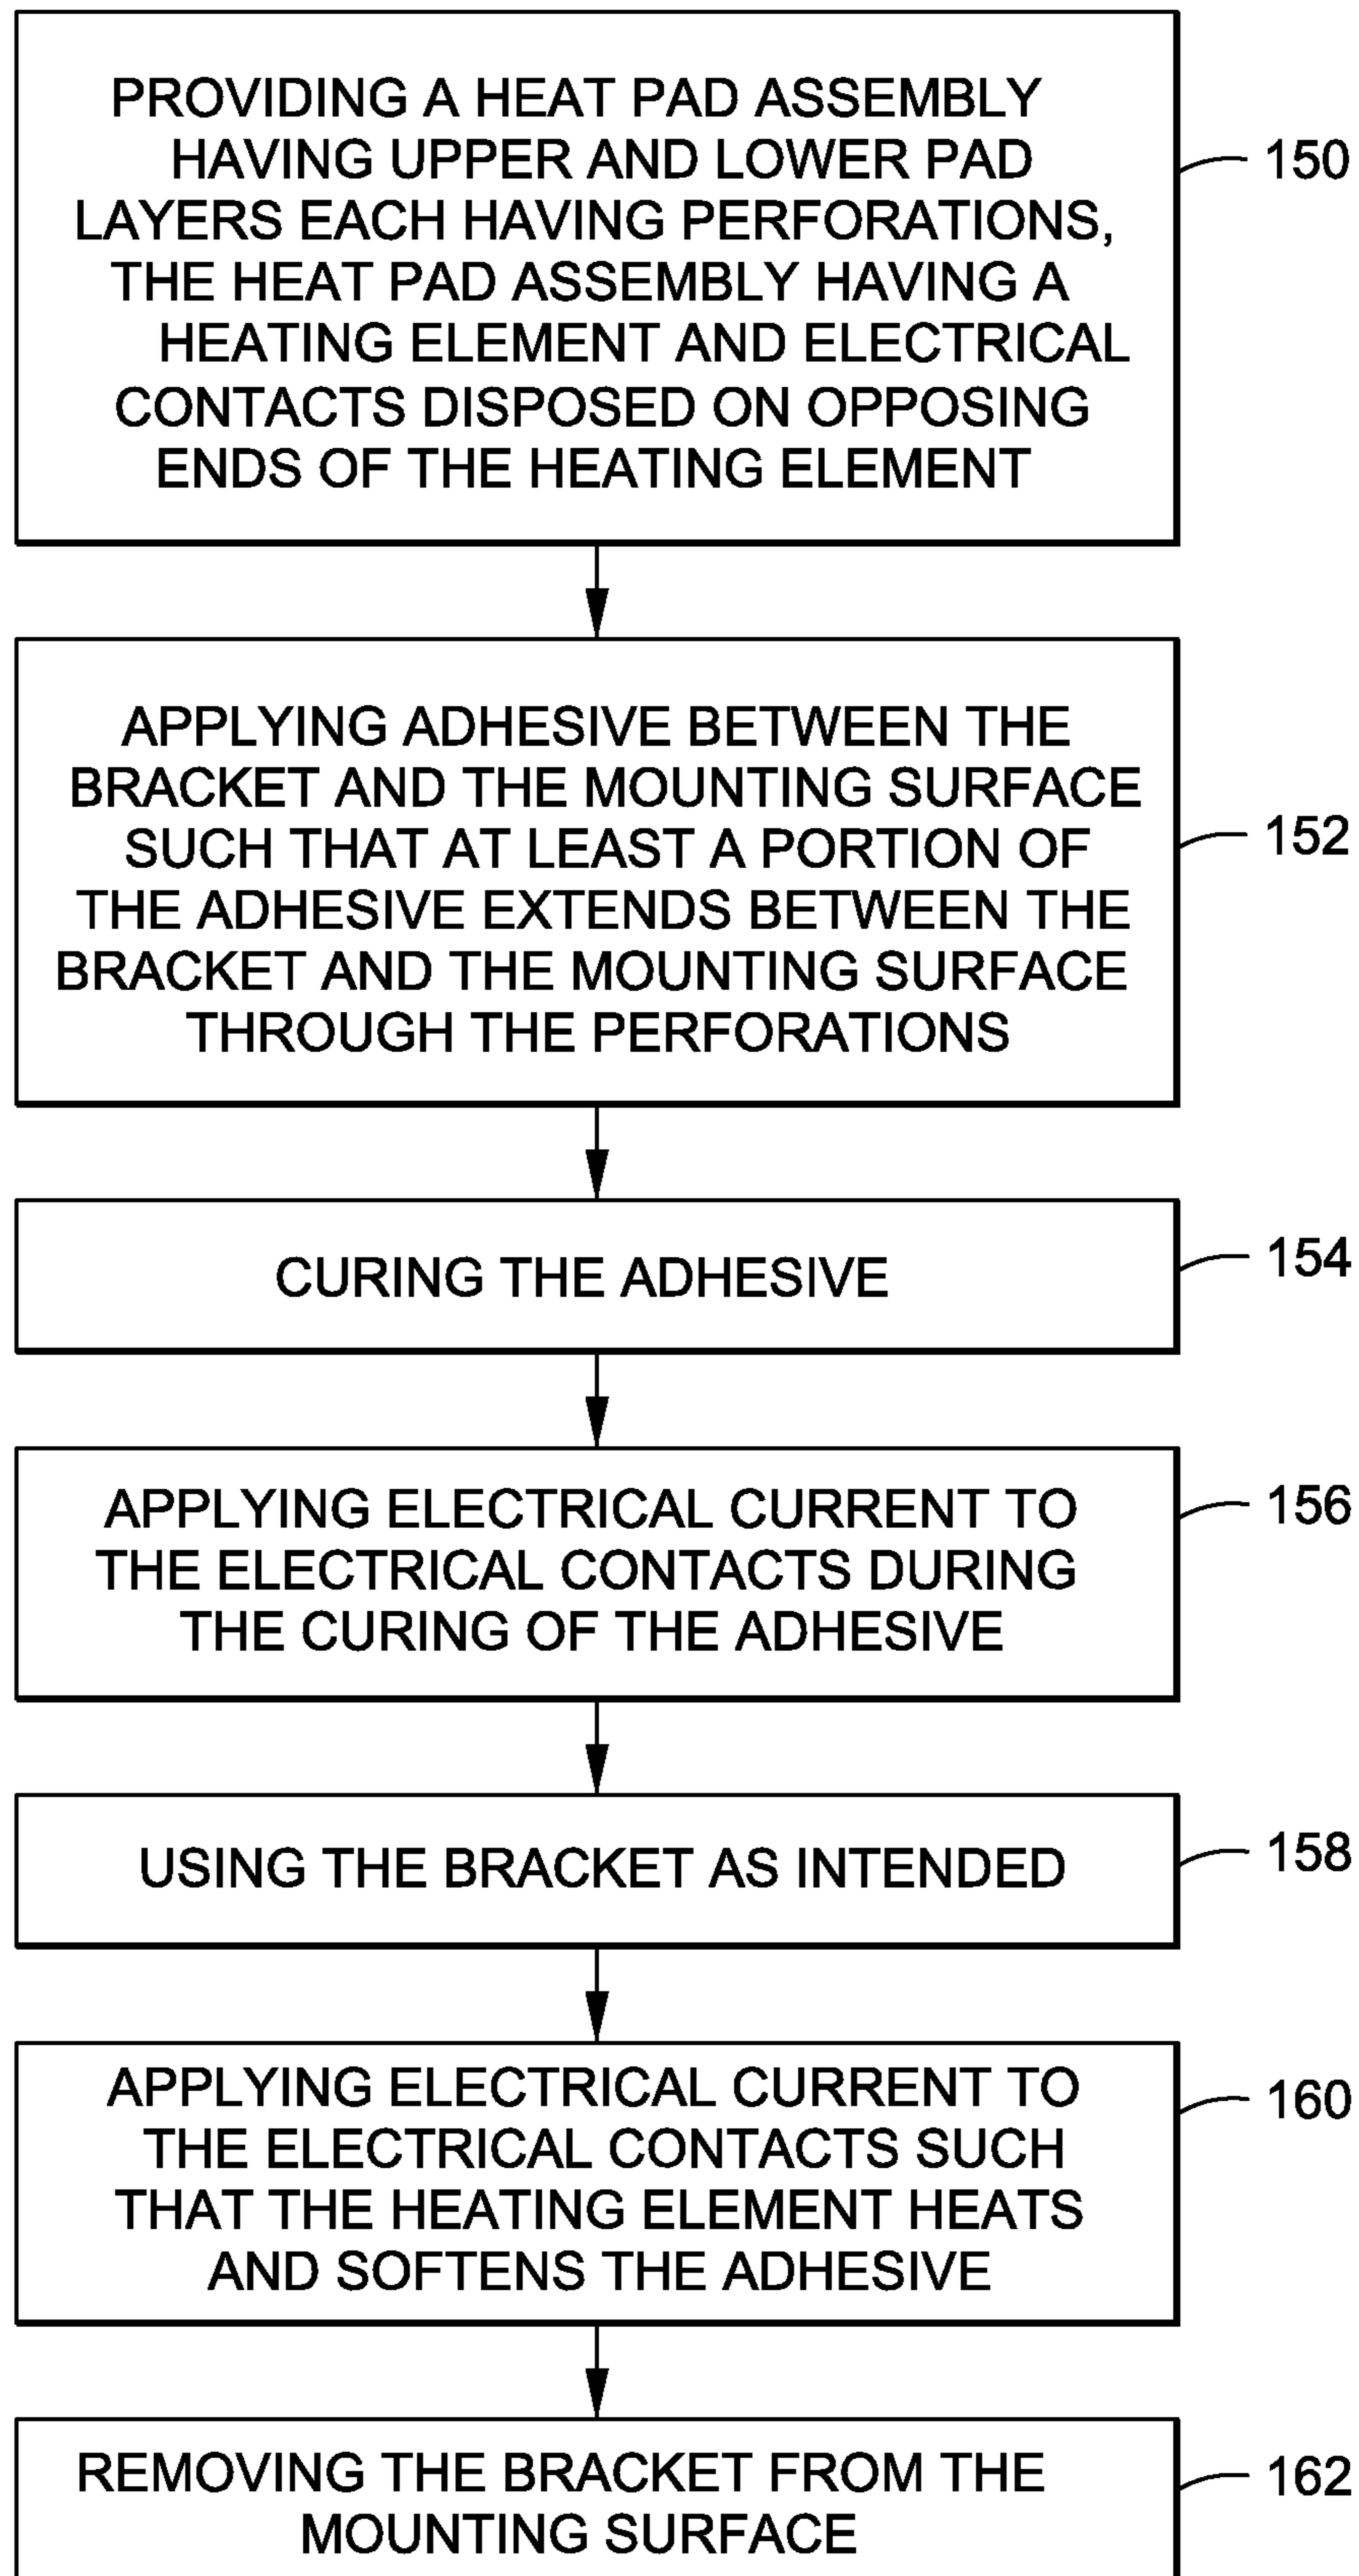 PROVIDING A HEAT PAD ASSEMBLY
HAVING UPPER AND LOWER PAD
LAYERS EACH HAVING PERFORATIONS,
THE HEAT PAD ASSEMBLY HAVING A
HEATING ELEMENT AND ELECTRICAL
CONTACTS DISPOSED ON OPPOSING
ENDS OF THE HEATING ELEMENT
150
APPLYING ADHESIVE BETWEEN THE
BRACKET AND THE MOUNTING SURFACE
SUCH THAT AT LEAST A PORTION OF
THE ADHESIVE EXTENDS BETWEEN THE
BRACKET AND THE MOUNTING SURFACE
THROUGH THE PERFORATIONS
152
CURING THE ADHESIVE
154
APPLYING ELECTRICAL CURRENT TO
THE ELECTRICAL CONTACTS DURING
THE CURING OF THE ADHESIVE
156
USING THE BRACKET AS INTENDED
158
APPLYING ELECTRICAL CURRENT TO
THE ELECTRICAL CONTACTS SUCH
THAT THE HEATING ELEMENT HEATS
AND SOFTENS THE ADHESIVE
160
REMOVING THE BRACKET FROM THE
MOUNTING SURFACE
162